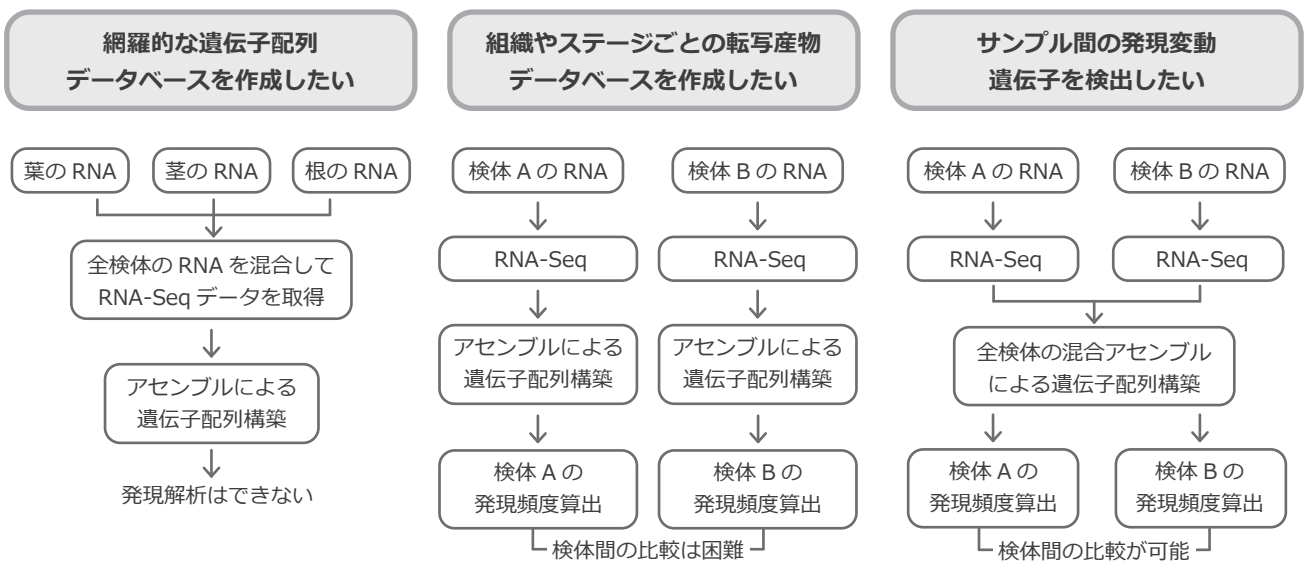 網羅的な遺伝子配列
データベースを作成したい
葉の RNA
茎の RNA
根の RNA
全検体の RNA を混合して
RNA-Seq データを取得
アセンブルによる
遺伝子配列構築
発現解析はできない
組織やステージごとの転写産物
データベースを作成したい
検体 A の RNA
検体 B の RNA
RNA-Seq
RNA-Seq
アセンブルによる
遺伝子配列構築
アセンブルによる
遺伝子配列構築
検体 A の
発現頻度算出
検体 B の
発現頻度算出
検体間の比較は困難
サンプル間の発現変動
遺伝子を検出したい
検体 A の RNA
検体 B の RNA
RNA-Seq
RNA-Seq
全検体の混合アセンブル
による遺伝子配列構築
検体 A の
発現頻度算出
検体 B の
発現頻度算出
検体間の比較が可能